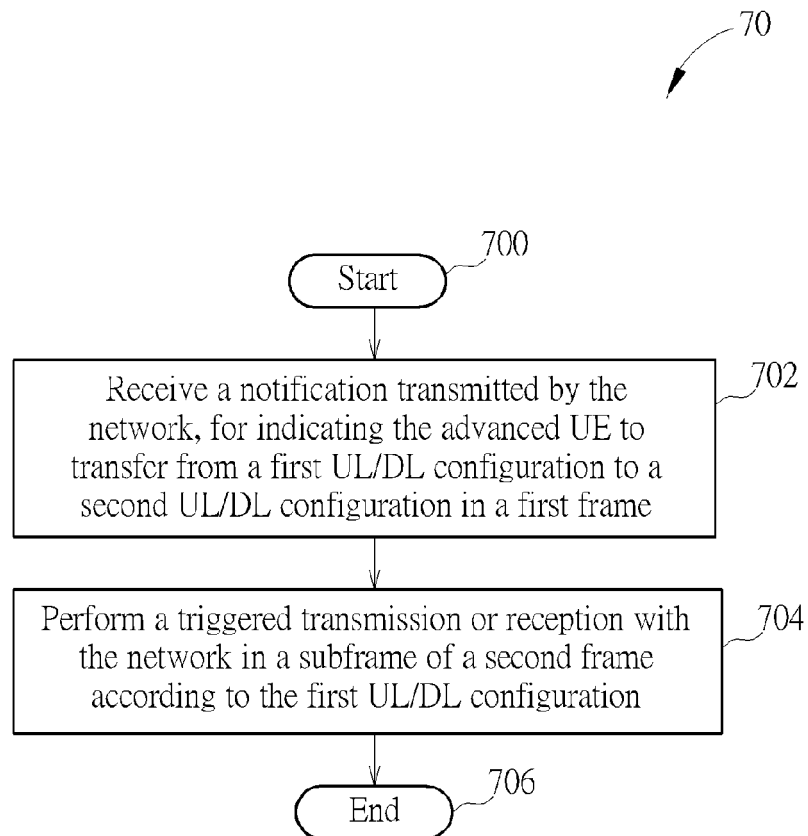 70
700
Start
Receive a notification transmitted by the
network, for indicating the advanced UE to
transfer from a first UL/DL configuration to a
second UL/DL configuration in a first frame
702
Perform a triggered transmission or reception with
the network in a subframe of a second frame
according to the first UL/DL configuration
704
End
706